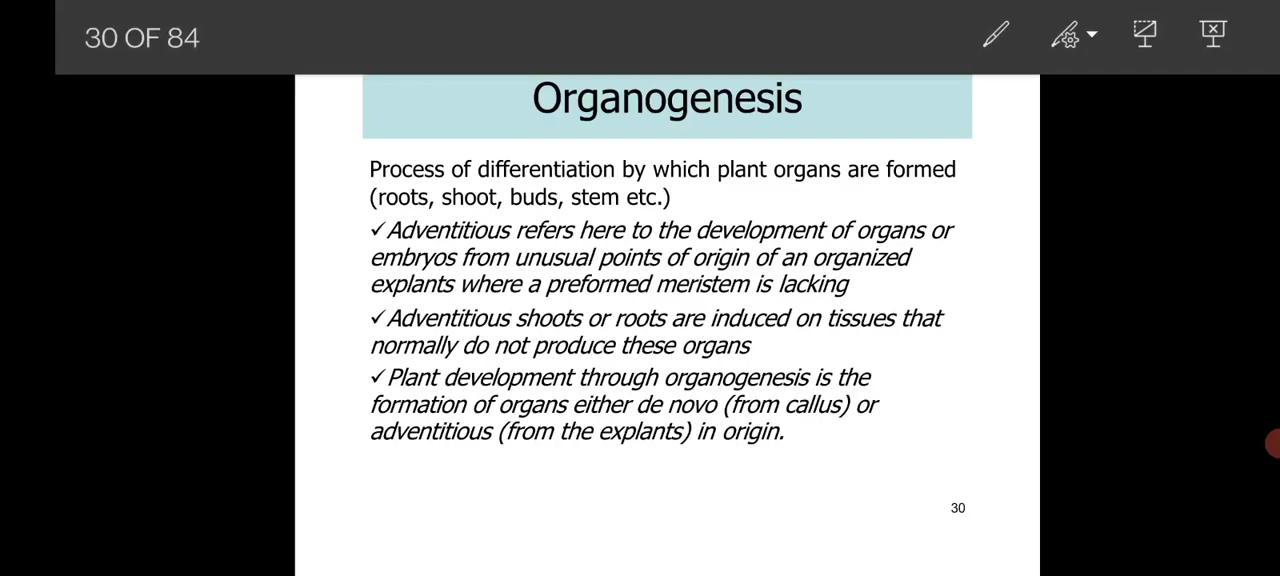 30 OF 84
Organogenesis
Process of differentiation by which plant organs are formed
(roots, shoot, buds, stem etc.)
✓Adventitious refers here to the development of organs or
embryos from unusual points of origin of an organized
explants where a preformed meristem is lacking
✓Adventitious shoots or roots are induced on tissues that
normally do not produce these organs
✓Plant development through organogenesis is the
formation of organs either de novo (from callus) or
adventitious (from the explants) in origin.
30